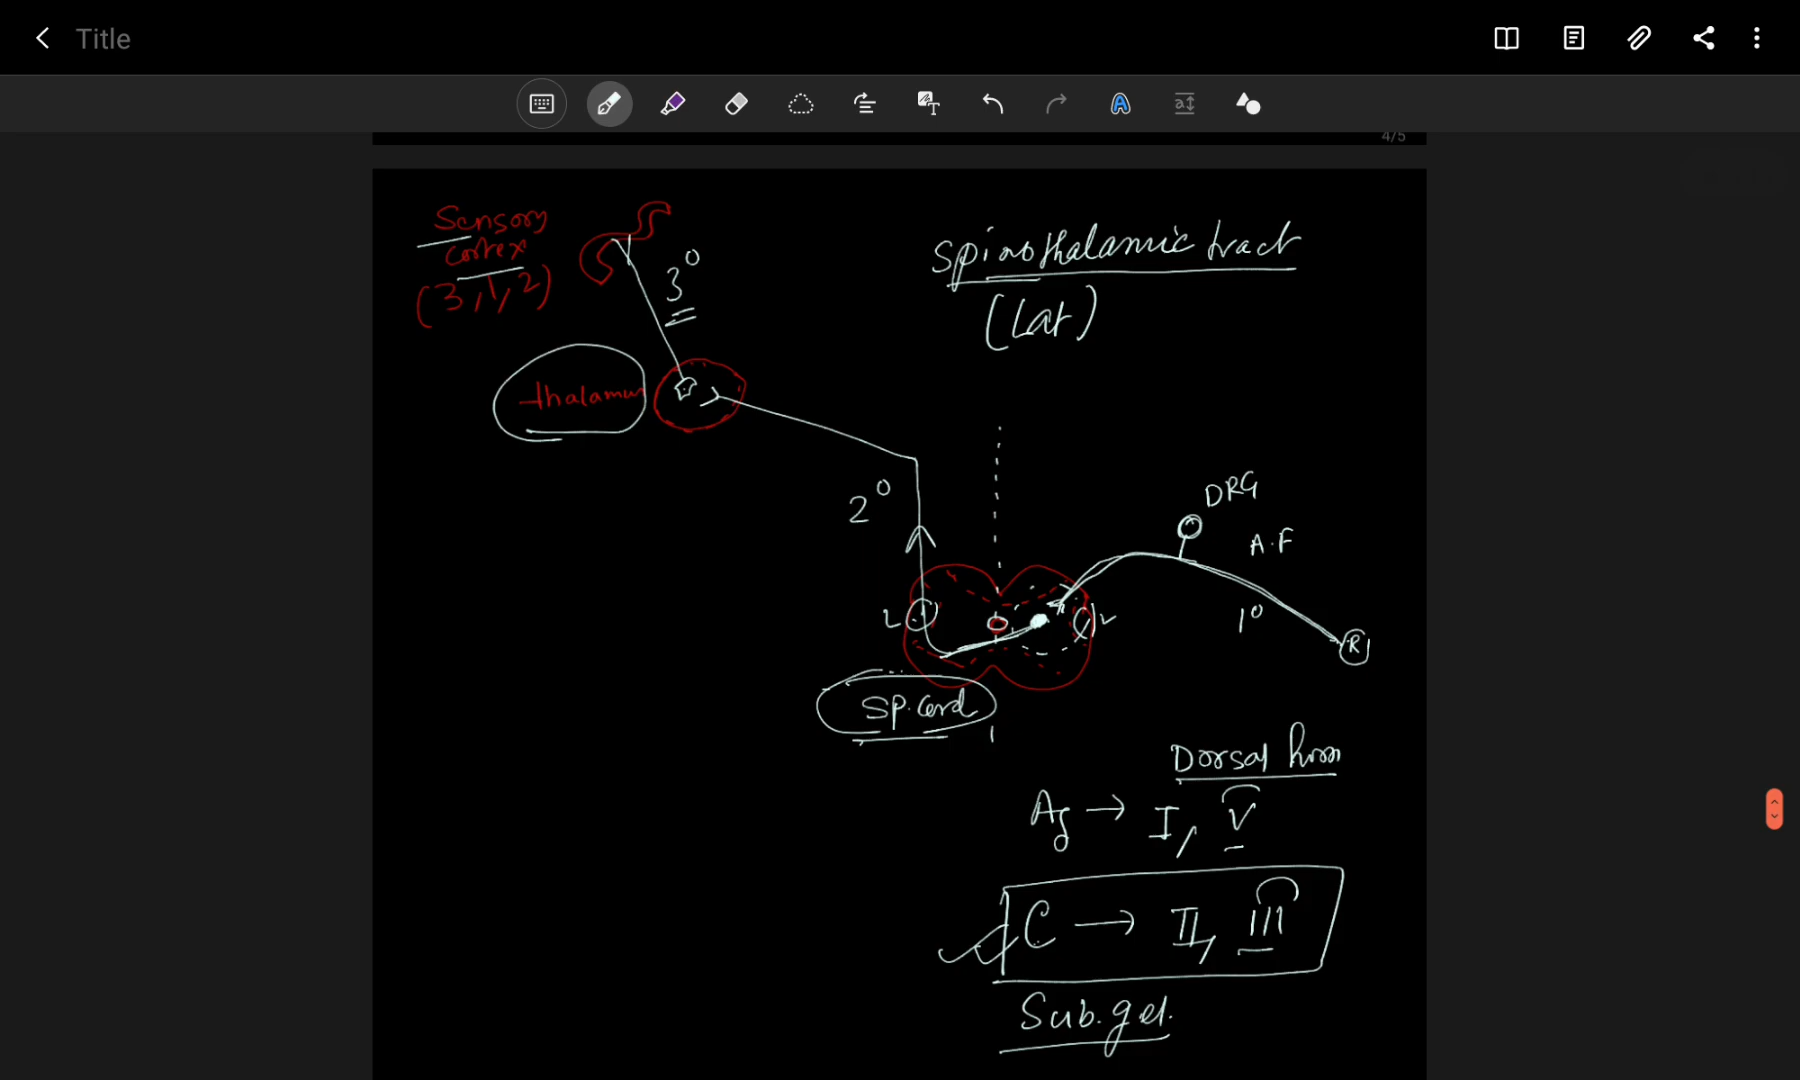 Title
4/5
Sensory
cortex
(3,1,2)
3°
Spinothalamic tract
(Lat)
thalamus
2°
DRG
A.F
1°
R
L
L
SP. Cord
Dorsal horn
Aδ → I, V
C → II, III
Sub. gel.